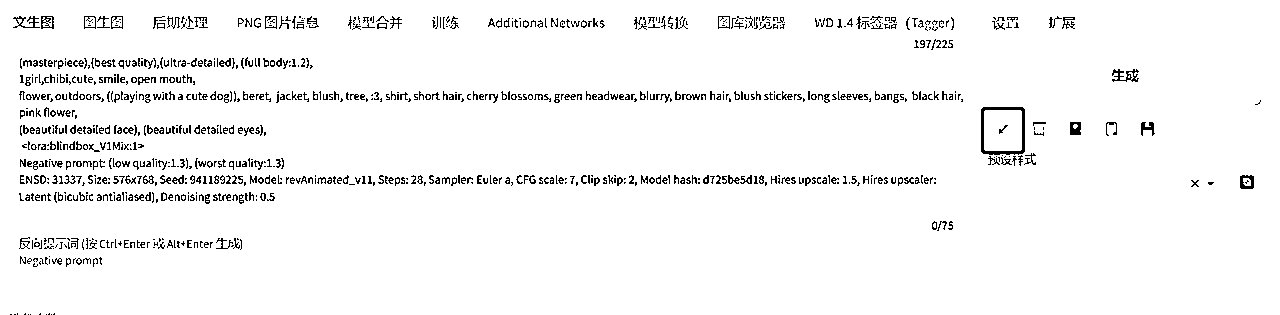 文生图 图生图 后期处理 PNG 图片信息 模型合并 训练 Additional Networks 模型转换 图库浏览器 WD 1.4 标签器 (Tagger) 设置 扩展
197/225
(masterpiece),(best quality),(ultra-detailed), (full body:1.2),
1girl,chibi,cute, smile, open mouth,
flower, outdoors, ((playing with a cute dog)), beret, jacket, blush, tree, :3, shirt, short hair, cherry blossoms, green headwear, blurry, brown hair, blush stickers, long sleeves, bangs, black hair,
pink flower,
(beautiful detailed face), (beautiful detailed eyes),
<lora:blindbox_V1Mix:1>
Negative prompt: (low quality:1.3), (worst quality:1.3)
ENSD: 31337, Size: 576x768, Seed: 941189225, Model: revAnimated_v11, Steps: 28, Sampler: Euler a, CFG scale: 7, Clip skip: 2, Model hash: d725be5d18, Hires upscale: 1.5, Hires upscaler:
Latent (bicubic antialiased), Denoising strength: 0.5
生成
预设样式
0/75
反向提示词 (按 Ctrl+Enter 或 Alt+Enter 生成)
Negative prompt